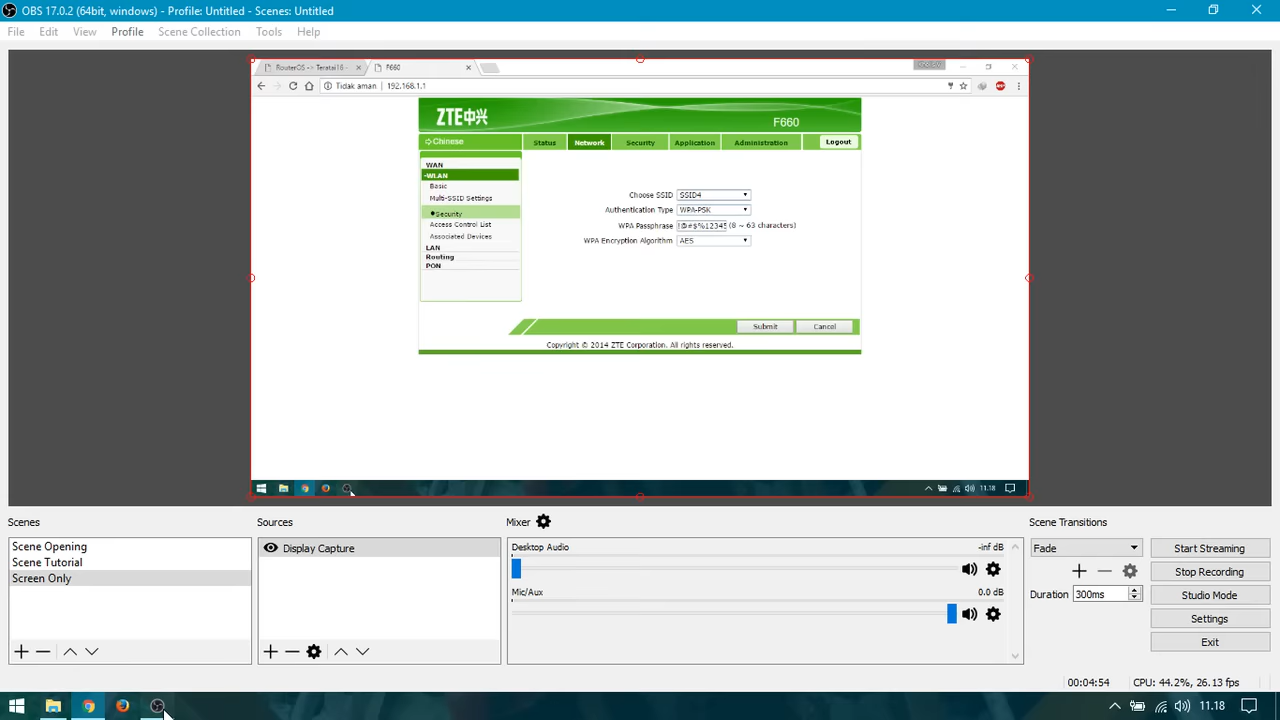 OBS 17.0.2 (64bit, windows) - Profile: Untitled - Scenes: Untitled
File Edit View Profile Scene Collection Tools Help
RouterOS -> Teratai16 - F660
Tidak aman 192.168.1.1
ZTE中兴
F660
Chinese Status Network Security Application Administration Logout
WAN
-WLAN
Basic
Multi-SSID Settings
Security
Access Control List
Associated Devices
LAN
Routing
PON
Choose SSID SSID4
Authentication Type WPA-PSK
WPA Passphrase !@#$%12345 (8 ~ 63 characters)
WPA Encryption Algorithm AES
Submit Cancel
Copyright © 2014 ZTE Corporation. All rights reserved.
11.18
Scenes
Scene Opening
Scene Tutorial
Screen Only
Sources
Display Capture
Mixer
Desktop Audio -inf dB
Mic/Aux 0.0 dB
Scene Transitions
Fade
Duration 300ms
Start Streaming
Stop Recording
Studio Mode
Settings
Exit
00:04:54 CPU: 44.2%, 26.13 fps
11.18